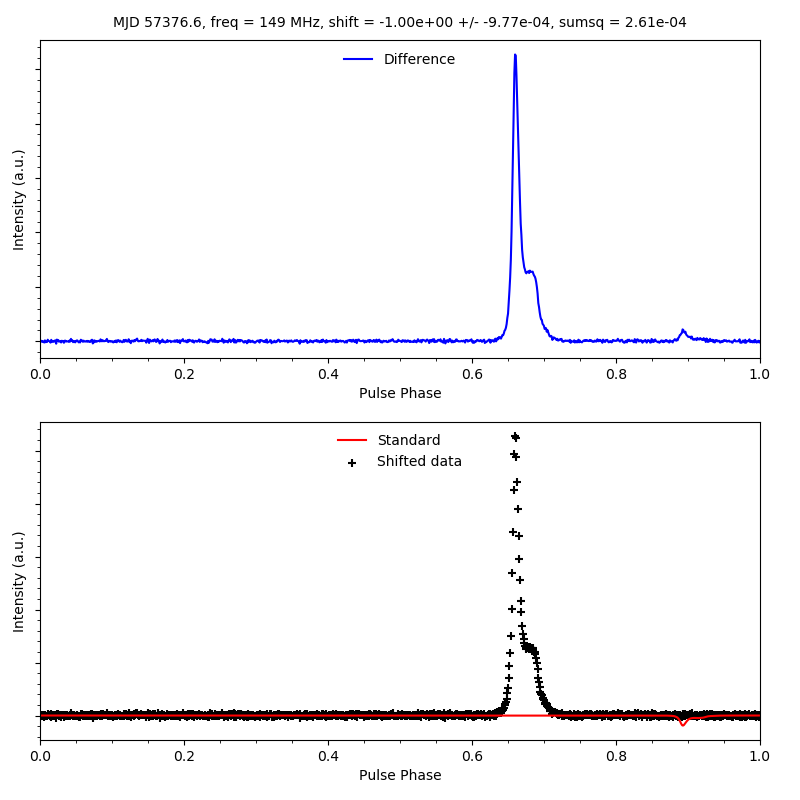 MJD 57376.6, freq = 149 MHz, shift = -1.00e+00 +/- -9.77e-04, sumsq = 2.61e-04
Difference
Intensity (a.u.)
0.0 0.2 0.4 0.6 0.8 1.0
Pulse Phase
Standard
Shifted data
Intensity (a.u.)
0.0 0.2 0.4 0.6 0.8 1.0
Pulse Phase